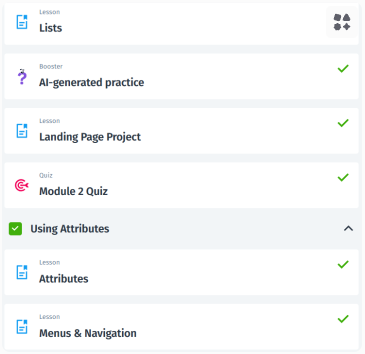 Lesson
Lists
Booster
AI-generated practice
Lesson
Landing Page Project
Quiz
Module 2 Quiz
Using Attributes
Lesson
Attributes
Lesson
Menus & Navigation